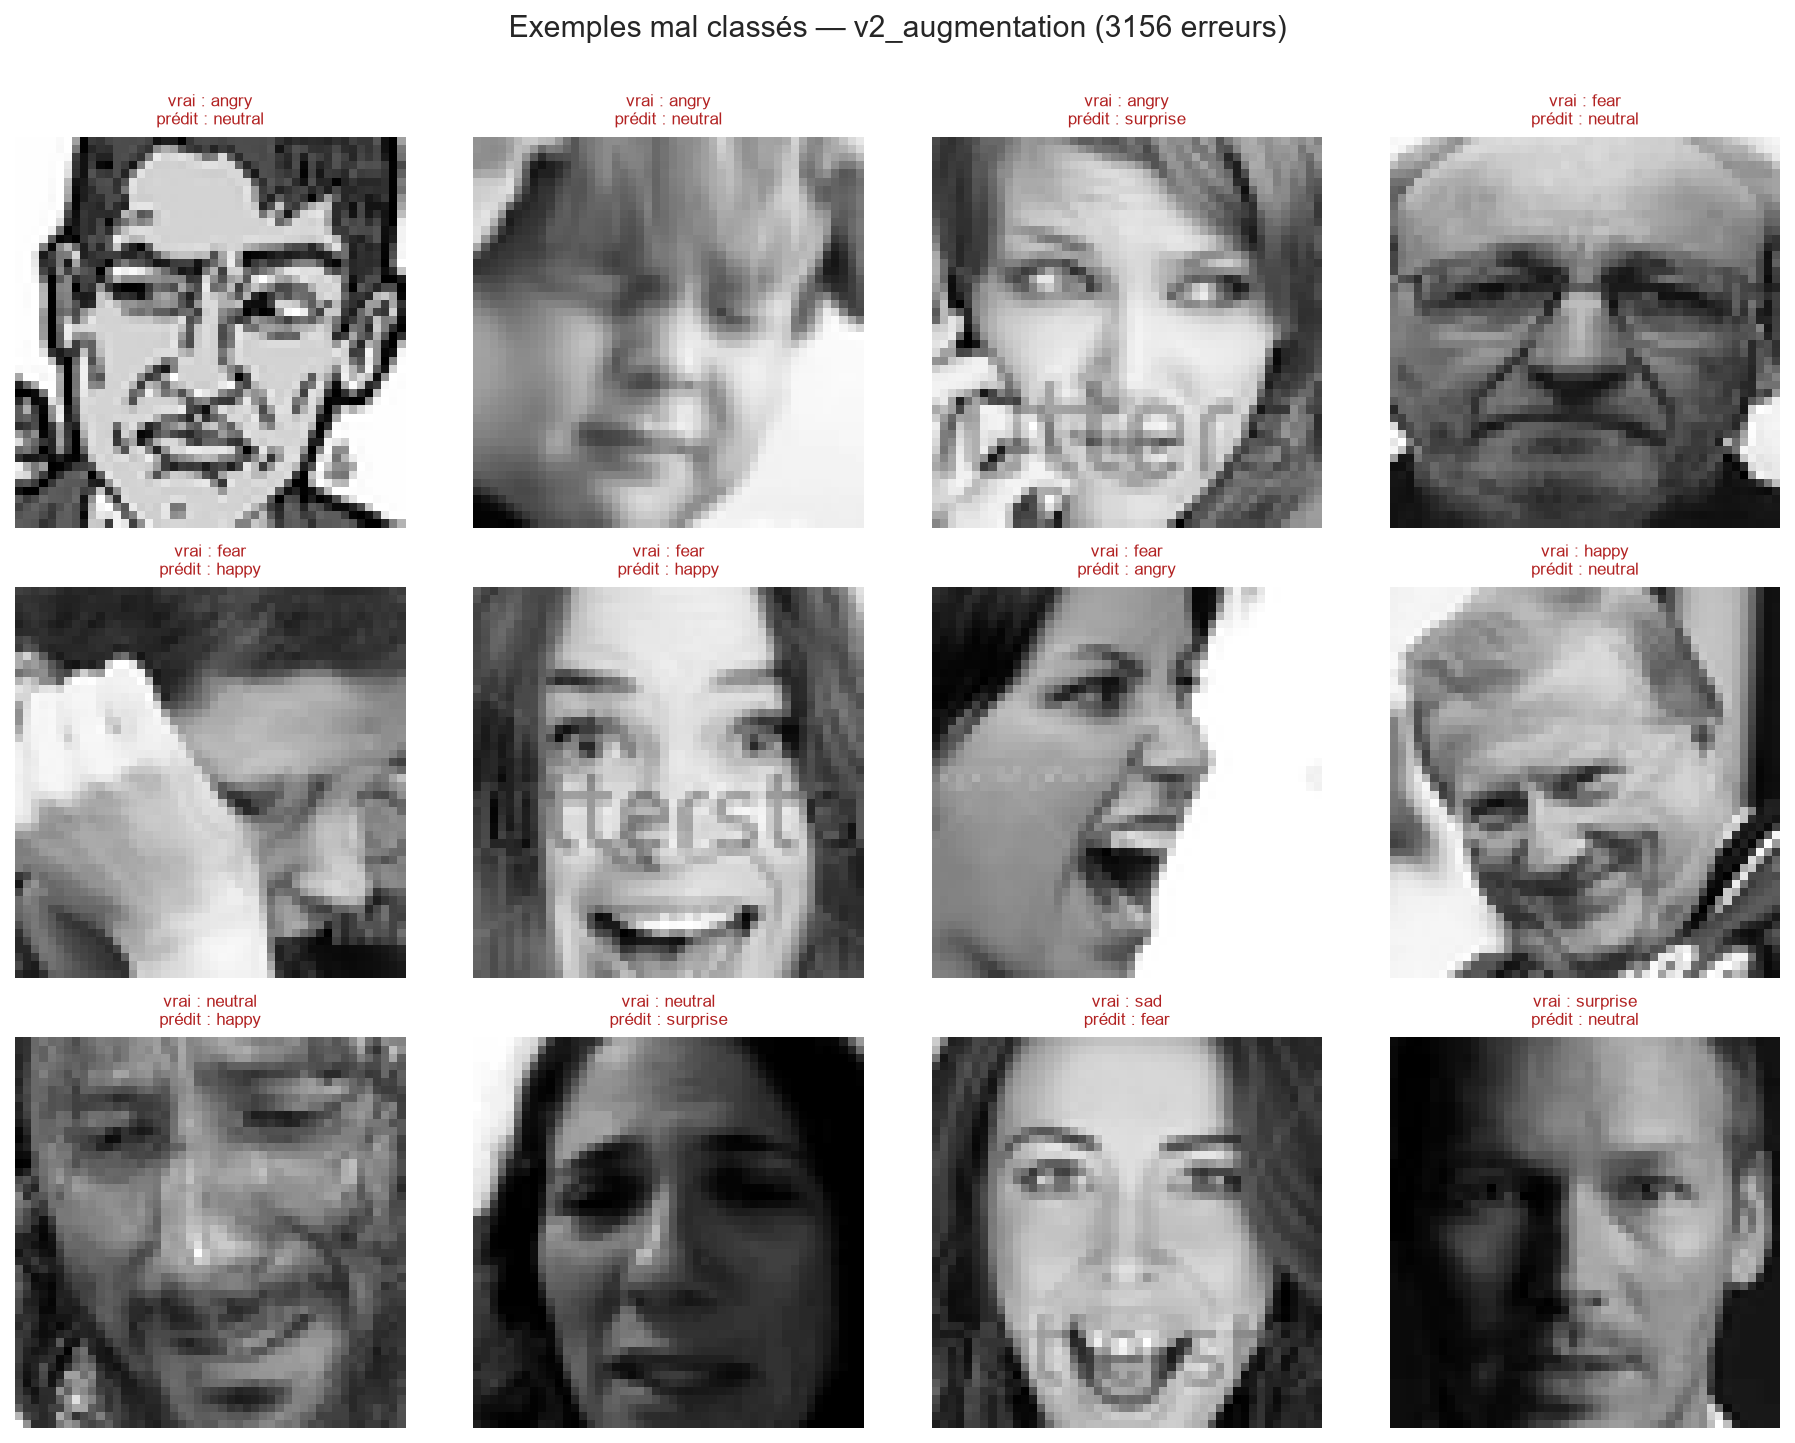 Exemples mal classés — v2_augmentation (3156 erreurs)
vrai : angry
prédit : neutral
vrai : angry
prédit : neutral
vrai : angry
prédit : surprise
vrai : fear
prédit : neutral
vrai : fear
prédit : happy
vrai : fear
prédit : happy
vrai : fear
prédit : angry
vrai : happy
prédit : neutral
vrai : neutral
prédit : happy
vrai : neutral
prédit : surprise
vrai : sad
prédit : fear
vrai : surprise
prédit : neutral